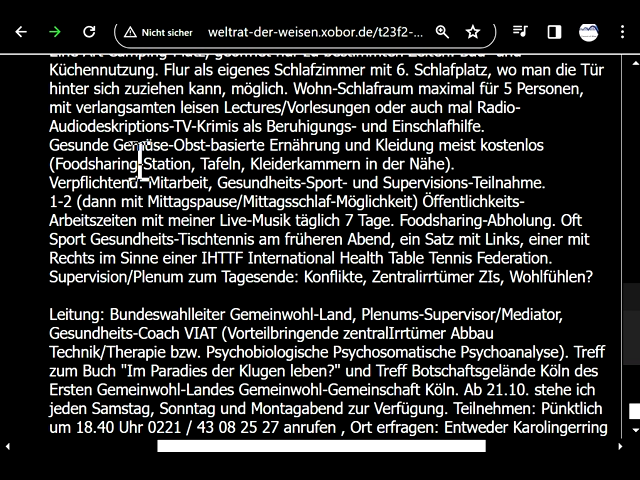 Nicht sicher
weltrat-der-weisen.xobor.de/t23f2-...
Küchennutzung. Flur als eigenes Schlafzimmer mit 6. Schlafplatz, wo man die Tür
hinter sich zuziehen kann, möglich. Wohn-Schlafraum maximal für 5 Personen,
mit verlangsamten leisen Lectures/Vorlesungen oder auch mal Radio-
Audiodeskriptions-TV-Krimis als Beruhigungs- und Einschlafhilfe.
Gesunde Gemüse-Obst-basierte Ernährung und Kleidung meist kostenlos
(Foodsharing-Station, Tafeln, Kleiderkammern in der Nähe).
Verpflichtend: Mitarbeit, Gesundheits-Sport- und Supervisions-Teilnahme.
1-2 (dann mit Mittagspause/Mittagsschlaf-Möglichkeit) Öffentlichkeits-
Arbeitszeiten mit meiner Live-Musik täglich 7 Tage. Foodsharing-Abholung. Oft
Sport Gesundheits-Tischtennis am früheren Abend, ein Satz mit Links, einer mit
Rechts im Sinne einer IHTTF International Health Table Tennis Federation.
Supervision/Plenum zum Tagesende: Konflikte, Zentralirrtümer ZIs, Wohlfühlen?
Leitung: Bundeswahlleiter Gemeinwohl-Land, Plenums-Supervisor/Mediator,
Gesundheits-Coach VIAT (Vorteilbringende zentralIrrtümer Abbau
Technik/Therapie bzw. Psychobiologische Psychosomatische Psychoanalyse). Treff
zum Buch "Im Paradies der Klugen leben?" und Treff Botschaftsgelände Köln des
Ersten Gemeinwohl-Landes Gemeinwohl-Gemeinschaft Köln. Ab 21.10. stehe ich
jeden Samstag, Sonntag und Montagabend zur Verfügung. Teilnehmer: Pünktlich
um 18.40 Uhr 0221 / 43 08 25 27 anrufen , Ort erfragen: Entweder Karolingerring